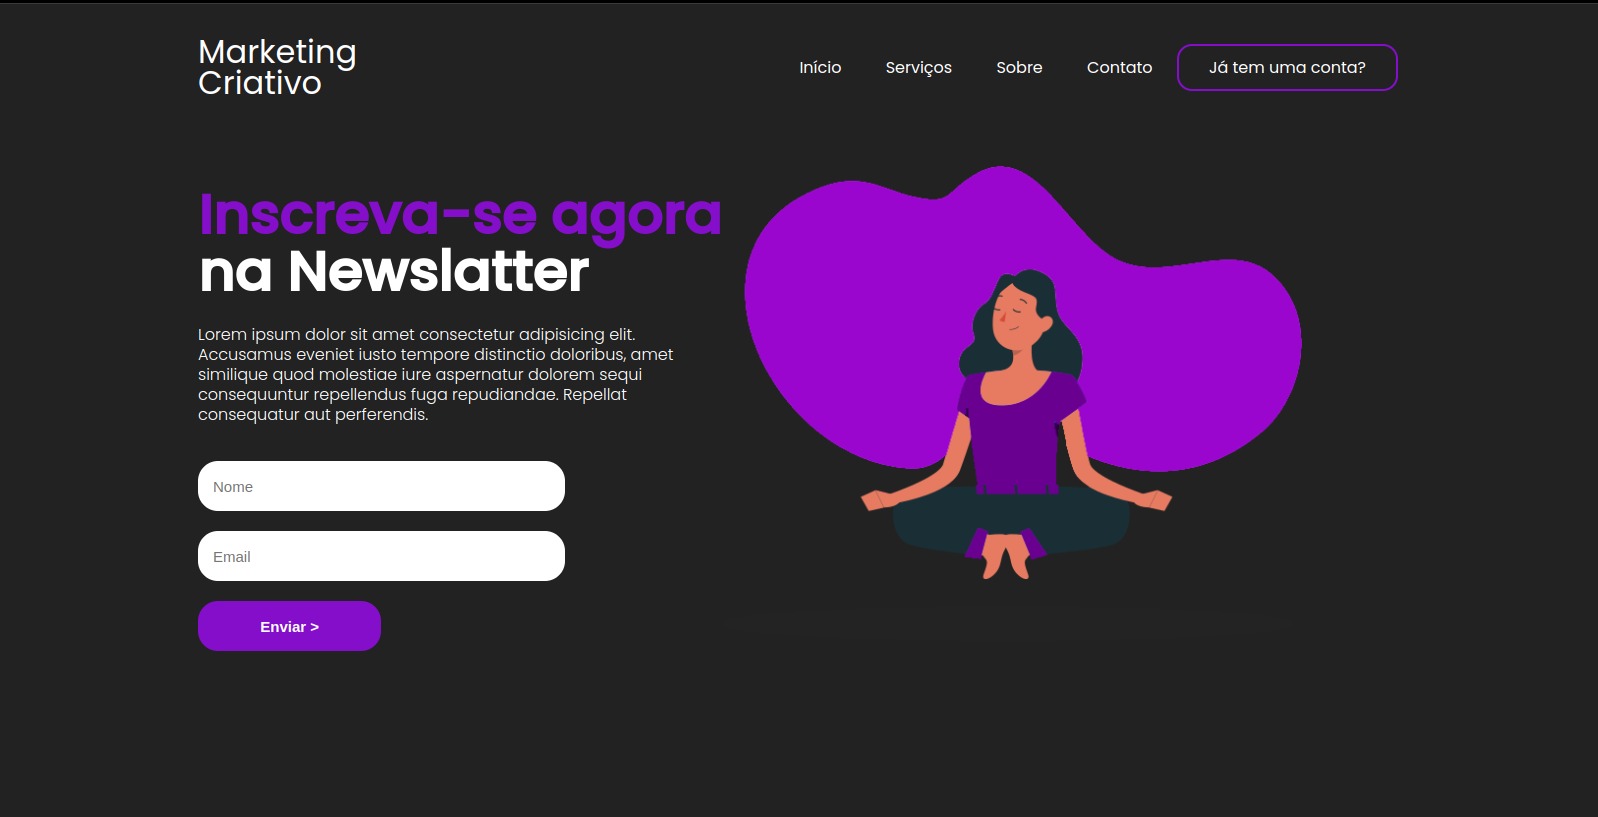 Marketing
Criativo
Início
Serviços
Sobre
Contato
Já tem uma conta?
Inscreva-se agora
na Newslatter
Lorem ipsum dolor sit amet consectetur adipisicing elit.
Accusamus eveniet iusto tempore distinctio doloribus, amet
similique quod molestiae iure aspernatur dolorem sequi
consequuntur repellendus fuga repudiandae. Repellat
consequatur aut perferendis.
Nome
Email
Enviar >